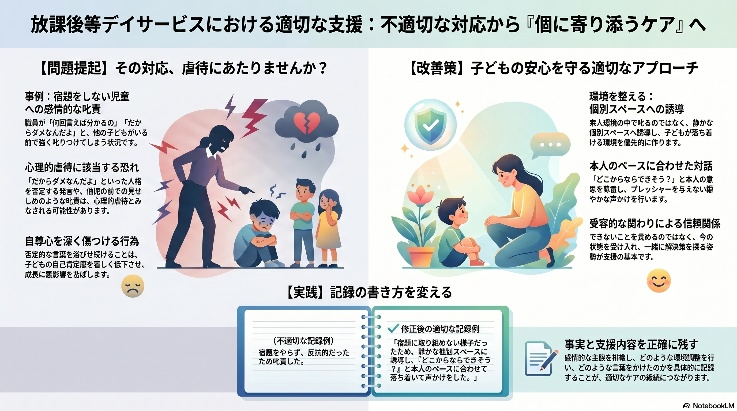 放課後等デイサービスにおける適切な支援：不適切な対応から『個に寄り添うケア』へ
【問題提起】その対応、虐待にあたりませんか？
事例：宿題をしない児童
への感情的な叱責
職員が「何回言えば分かるの」「だか
らダメなんだよ」と、他の子どもがいる
前で強く叱りつけてしまう状況です。
心理的虐待に該当する恐れ
「だからダメなんだよ」といった人格
を否定する発言や、他児の前での見せ
しめのような叱責は、心理的虐待とみ
なされる可能性があります。
自尊心を深く傷つける行為
否定的な言葉を浴びせ続けることは、
子どもの自己肯定感を著しく低下させ、
成長に悪影響を及ぼします。
【改善策】子どもの安心を守る適切なアプローチ
環境を整える：
個別スペースへの誘導
集人環境の中で叱るのではなく、静かな
個別スペースへ誘導し、子どもが落ち着
ける環境を優先的に作ります。
本人のペースに合わせた対話
「どこからならできそう？」と本人の意
思を尊重し、プレッシャーを与えない穏
やかな声かけを行います。
受容的な関わりによる信頼関係
できないことを責めるのではなく、今の
状態を受け入れ、一緒に解決策を探る姿
勢が支援の基本です。
【実践】記録の書き方を変える
（不適切な記録例）
宿題をやらず、反抗的だった
ため叱責した。
修正後の適切な記録例
「宿題に取り組めない様子だっ
たため、静かな個別スペースに
誘導し、『どこからならできそう
？』と本人のペースに合わせて
落ち着いて声かけをした。」
事実と支援内容を正確に残す
感情的な主観を排除し、どのような環境調整を行
い、どのような言葉をかけたのかを具体的に記録
することが、適切なケアの継続につながります。
NotebookLM